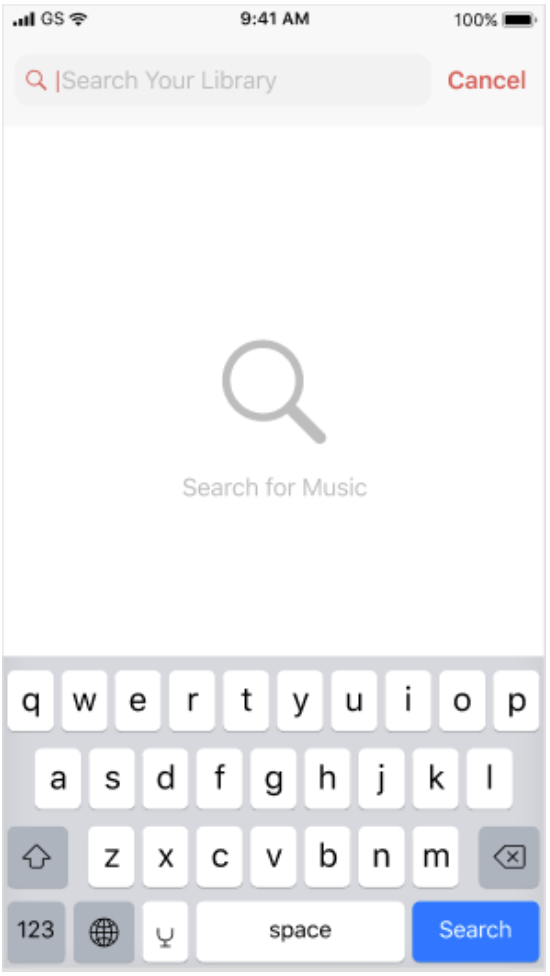 GS 9:41 AM 100%
Search Your Library Cancel
Search for Music
q w e r t y u i o p
a s d f g h j k l
z x c v b n m
123 space Search